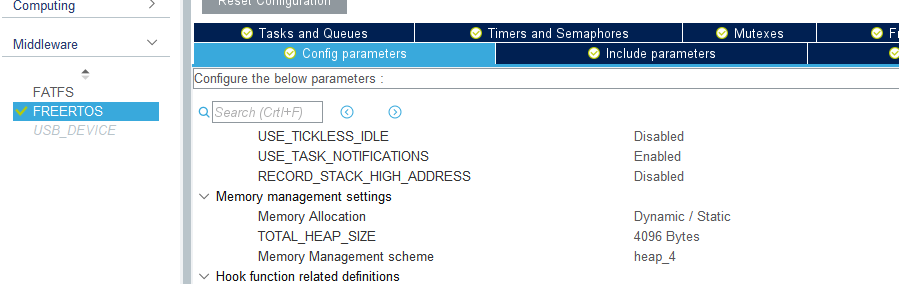 Computing
Reset Configuration
Middleware
Tasks and Queues
Timers and Semaphores
Mutexes
Config parameters
Include parameters
Configure the below parameters :
FATFS
FREERTOS
USB_DEVICE
Search (Crtl+F)
USE_TICKLESS_IDLE Disabled
USE_TASK_NOTIFICATIONS Enabled
RECORD_STACK_HIGH_ADDRESS Disabled
Memory management settings
Memory Allocation Dynamic / Static
TOTAL_HEAP_SIZE 4096 Bytes
Memory Management scheme heap_4
Hook function related definitions